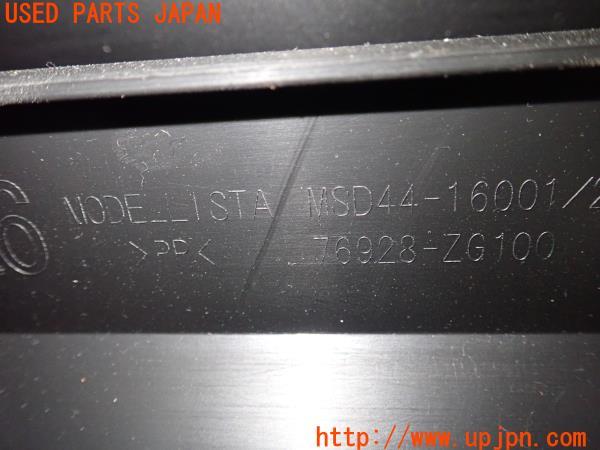 USED PARTS JAPAN
MODELLISTA MSD44-16001/2
>PP< 76928-ZG100
http://www.upjpn.com